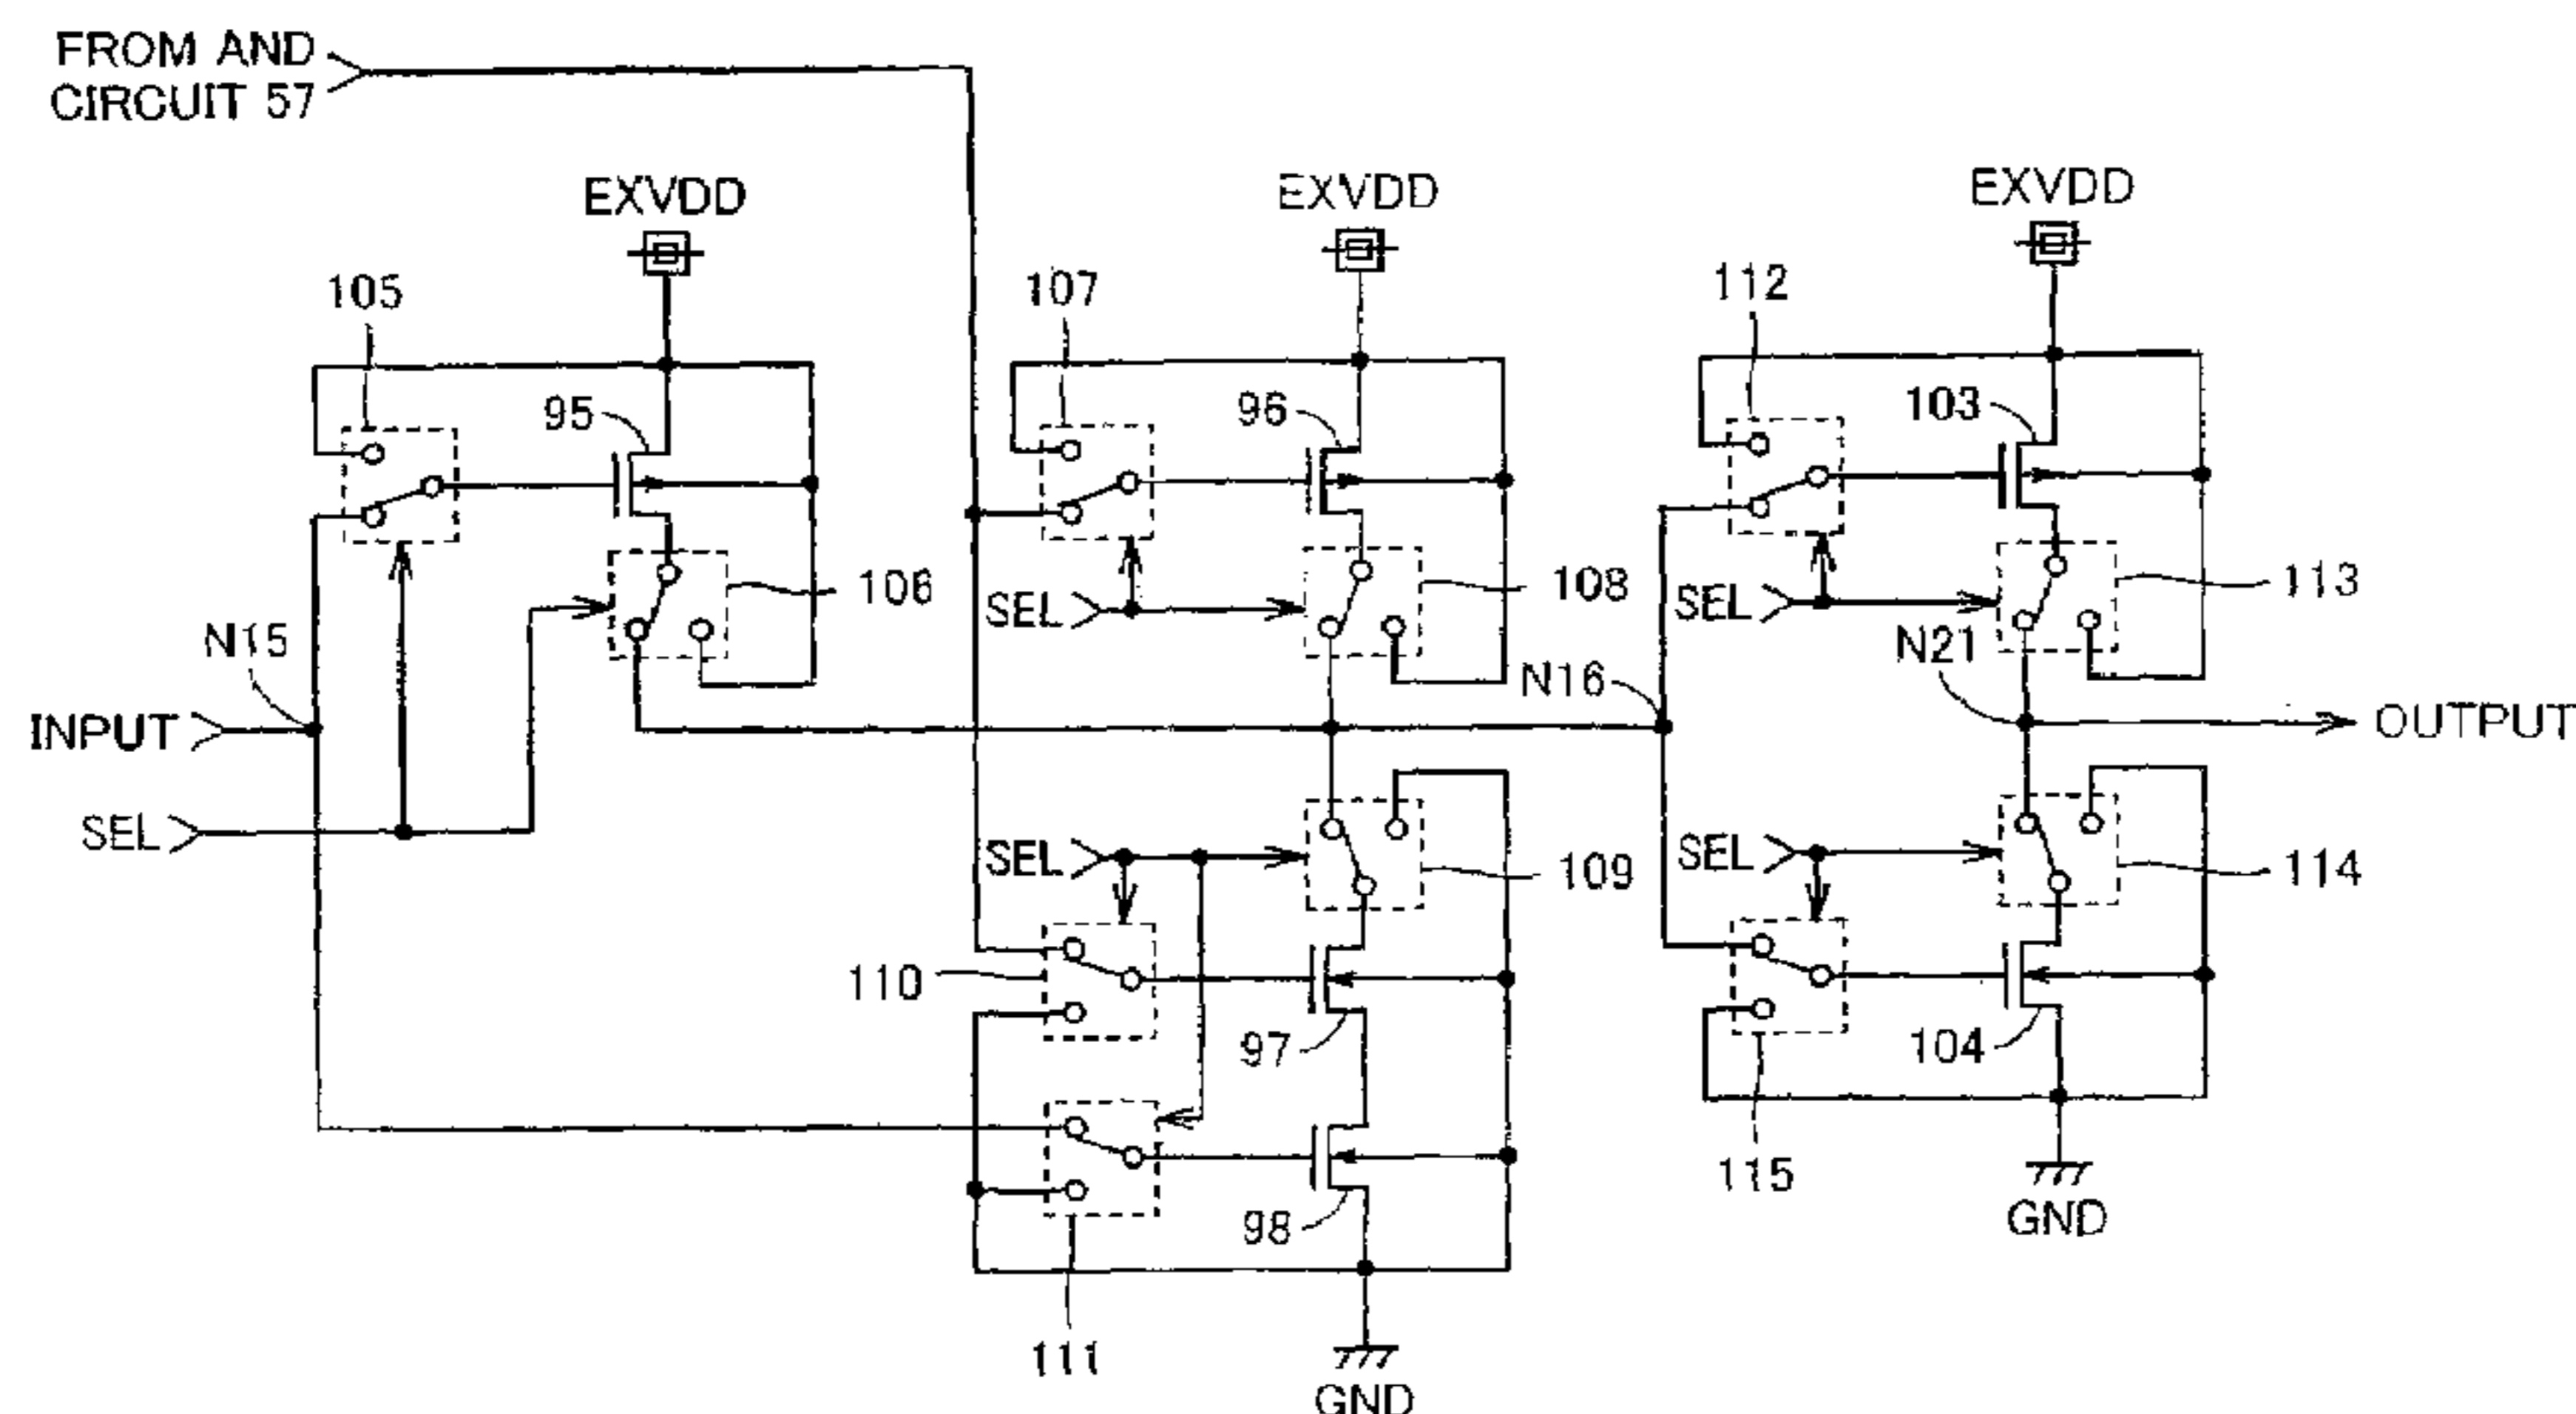 FROM AND
CIRCUIT 57
EXVDD
EXVDD
EXVDD
105
107
112
95
96
103
106
108
113
SEL
SEL
N15
N16
N21
INPUT
OUTPUT
SEL
SEL
SEL
109
114
110
97
104
115
98
GND
111
GND